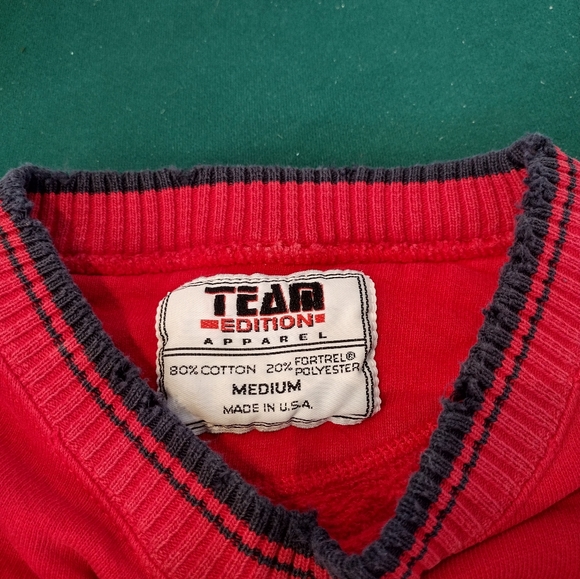 TEAM
EDITION
APPAREL
80% COTTON 20% FORTREL® POLYESTER
MEDIUM
MADE IN U.S.A.